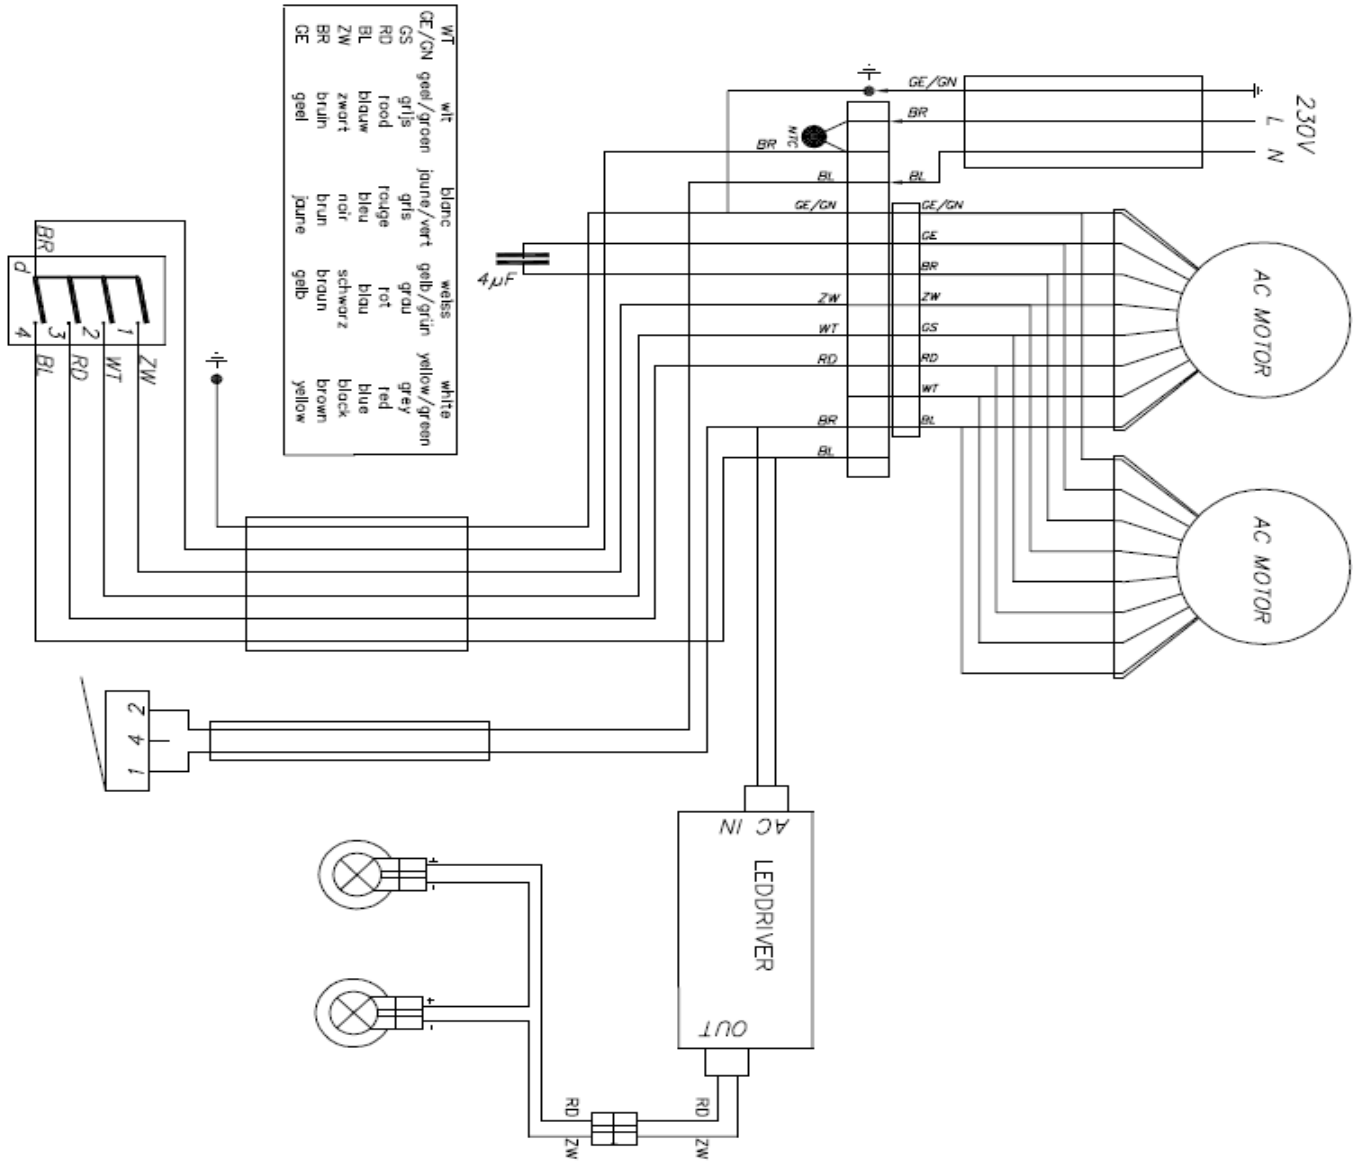 WT wit blanc weiss white
GE/GN geel/groen jaune/vert gelb/grün yellow/green
GS grijs gris grau grey
RD rood rouge rot red
BL blauw bleu blau blue
ZW zwart noir schwarz black
BR bruin brun braun brown
GE geel jaune gelb yellow
230V
L
N
GE/GN
BR
BL
NTC
BR
BL
GE/GN
ZW
WT
RD
BR
BL
GE/GN
GE
BR
ZW
GS
RD
WT
BL
4µF
AC MOTOR
AC MOTOR
BR
d
1
2
3
4
ZW
WT
RD
BL
2
4
1
AC IN
LEDDRIVER
OUT
RD
ZW
RD
ZW
+
-
+
-